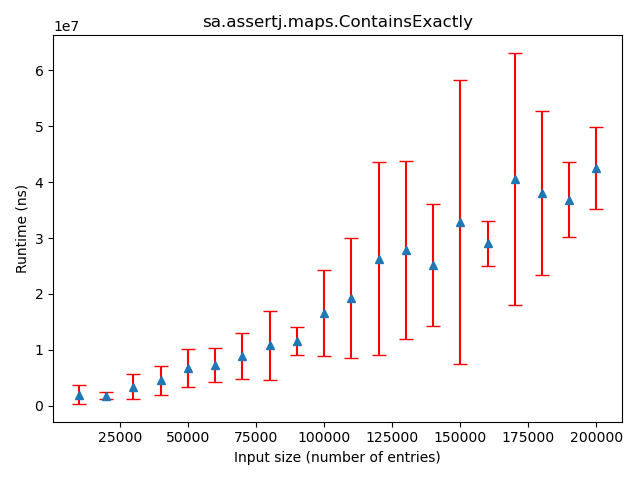 sa.assertj.maps.ContainsExactly
1e7
6
5
4
3
2
1
0
Runtime (ns)
25000 50000 75000 100000 125000 150000 175000 200000
Input size (number of entries)